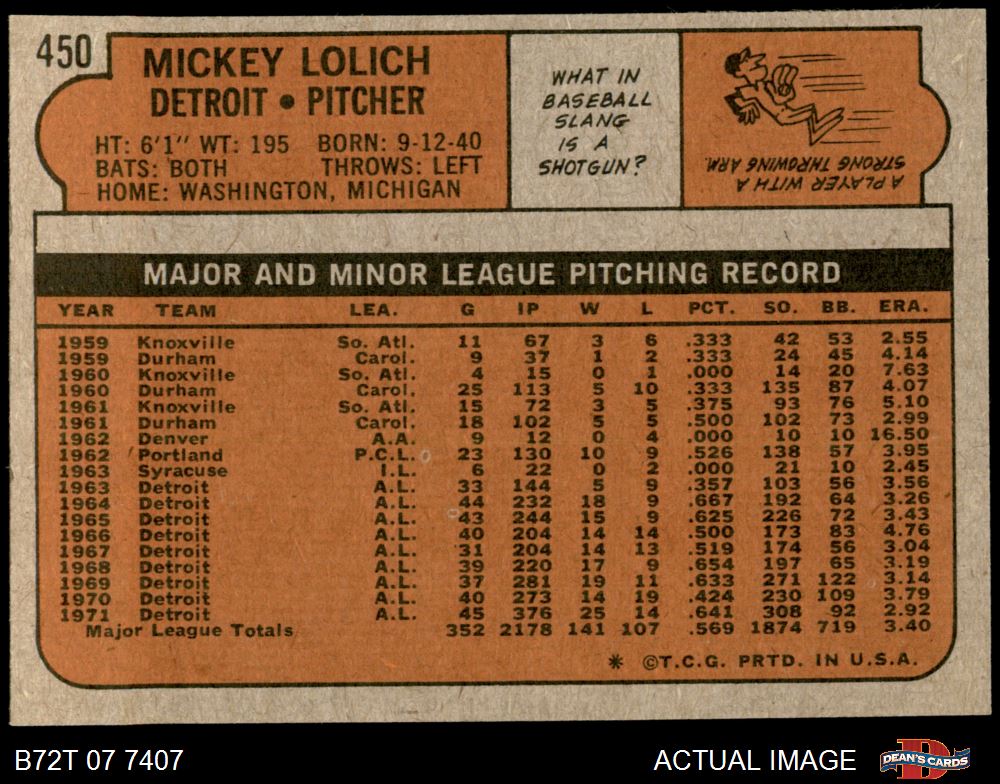 450
MICKEY LOLICH
DETROIT • PITCHER
HT: 6'1" WT: 195 BORN: 9-12-40
BATS: BOTH THROWS: LEFT
HOME: WASHINGTON, MICHIGAN
WHAT IN
BASEBALL
SLANG
IS A
SHOTGUN?
A PLAYER WITH A
STRONG THROWING ARM.
MAJOR AND MINOR LEAGUE PITCHING RECORD
YEAR TEAM LEA. G IP W L PCT. SO. BB. ERA.
1959 Knoxville So. Atl. 11 67 3 6 .333 42 53 2.55
1959 Durham Carol. 9 37 1 2 .333 24 45 4.14
1960 Knoxville So. Atl. 4 15 0 1 .000 14 20 7.63
1960 Durham Carol. 25 113 5 10 .333 135 87 4.07
1961 Knoxville So. Atl. 15 72 3 5 .375 93 76 5.10
1961 Durham Carol. 18 102 5 5 .500 102 73 2.99
1962 Denver A.A. 9 12 0 4 .000 10 10 16.50
1962 Portland P.C.L. 23 130 10 9 .526 138 57 3.95
1963 Syracuse I.L. 6 22 0 2 .000 21 10 2.45
1963 Detroit A.L. 33 144 5 9 .357 103 56 3.56
1964 Detroit A.L. 44 232 18 9 .667 192 64 3.26
1965 Detroit A.L. 43 244 15 9 .625 226 72 3.43
1966 Detroit A.L. 40 204 14 14 .500 173 83 4.76
1967 Detroit A.L. 31 204 14 13 .519 174 56 3.04
1968 Detroit A.L. 39 220 17 9 .654 197 65 3.19
1969 Detroit A.L. 37 281 19 11 .633 271 122 3.14
1970 Detroit A.L. 40 273 14 19 .424 230 109 3.79
1971 Detroit A.L. 45 376 25 14 .641 308 92 2.92
Major League Totals 352 2178 141 107 .569 1874 719 3.40
* ©T.C.G. PRTD. IN U.S.A.
B72T 07 7407 ACTUAL IMAGE DEAN'S CARDS